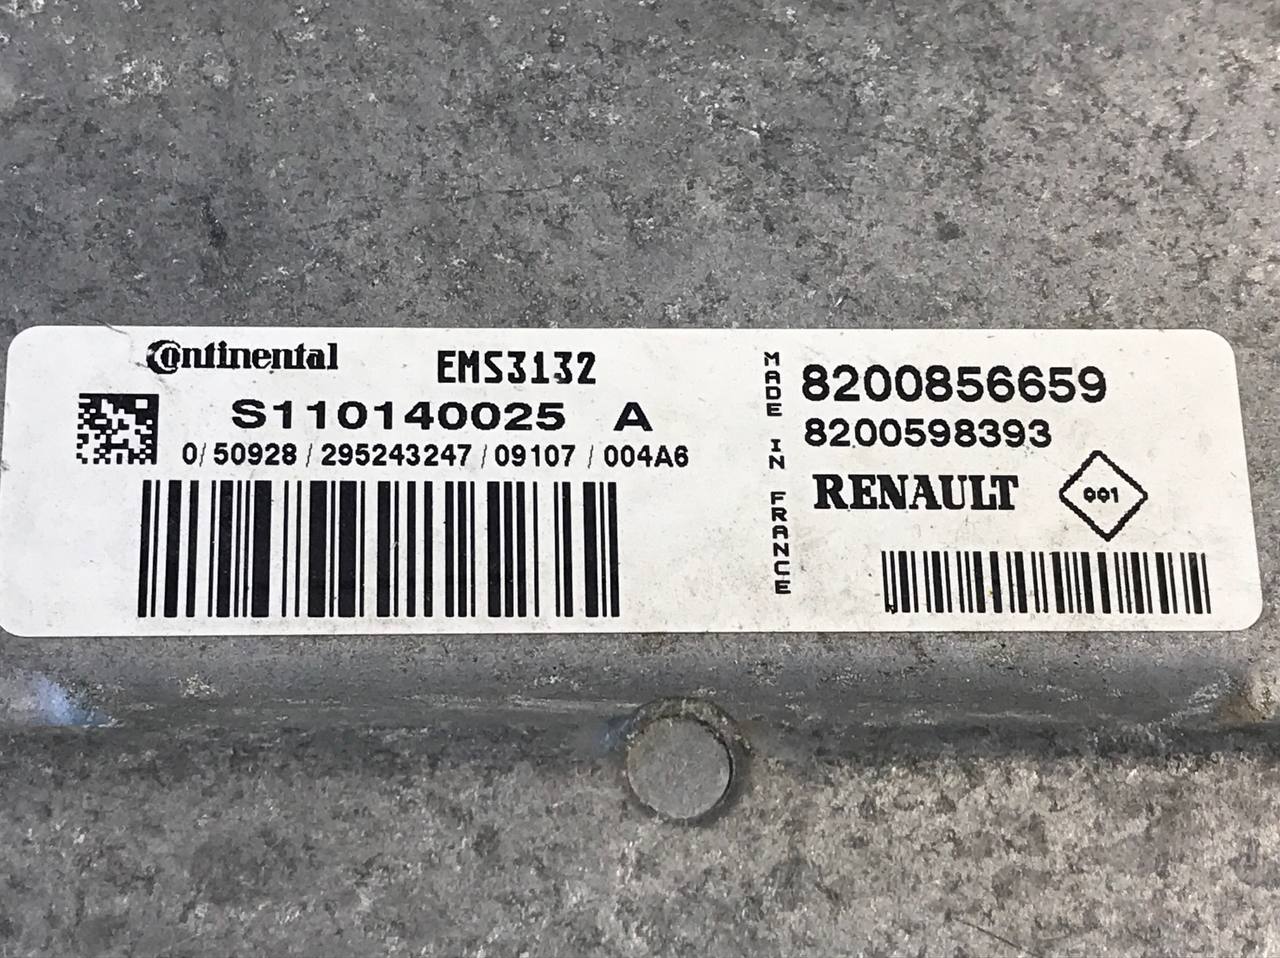 Continental EMS3132
S110140025 A
0/50928/295243247/09107/004A6
MADE IN FRANCE
8200856659
8200598393
RENAULT 001